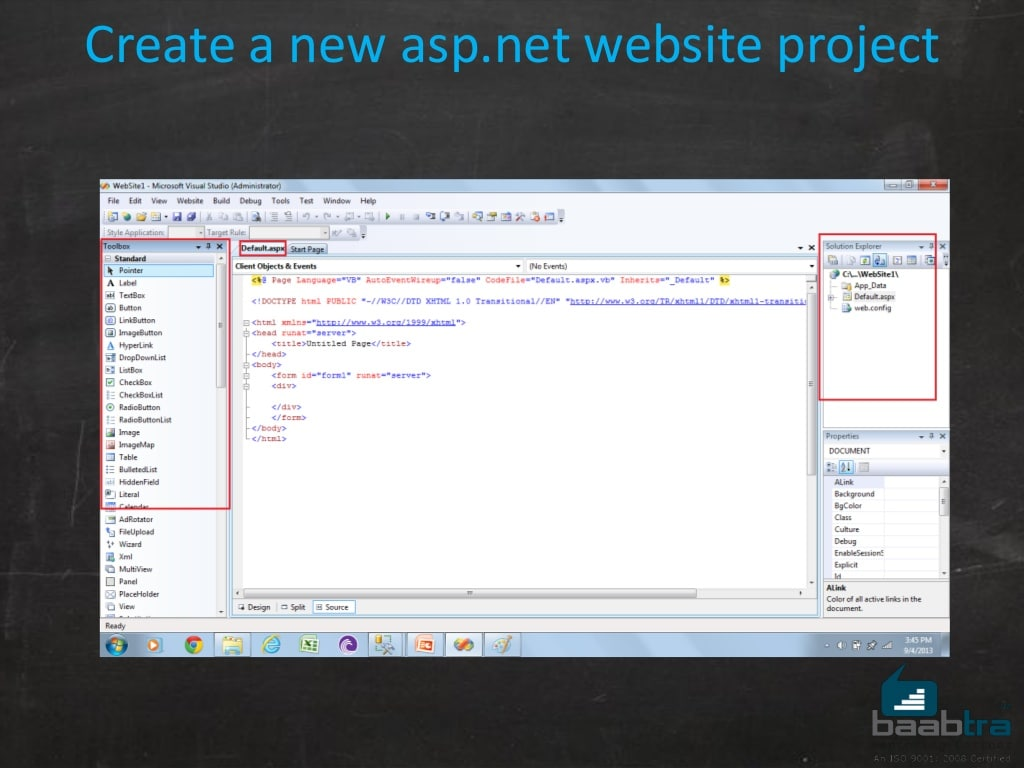 Create a new asp.net website project
WebSite1 - Microsoft Visual Studio (Administrator)
File Edit View Website Build Debug Tools Test Window Help
Style Application: Target Rule:
Toolbox
Standard
Pointer
Label
TextBox
Button
LinkButton
ImageButton
HyperLink
DropDownList
ListBox
CheckBox
CheckBoxList
RadioButton
RadioButtonList
Image
ImageMap
Table
BulletedList
HiddenField
Literal
Calendar
AdRotator
FileUpload
Wizard
Xml
MultiView
Panel
PlaceHolder
View
Default.aspx Start Page
Client Objects & Events (No Events)
<%@ Page Language="VB" AutoEventWireup="false" CodeFile="Default.aspx.vb" Inherits="_Default" %>
<!DOCTYPE html PUBLIC "-//W3C//DTD XHTML 1.0 Transitional//EN" "http://www.w3.org/TR/xhtml1/DTD/xhtml1-transitio
<html xmlns="http://www.w3.org/1999/xhtml">
<head runat="server">
<title>Untitled Page</title>
</head>
<body>
<form id="form1" runat="server">
<div>
</div>
</form>
</body>
</html>
Design Split Source
Solution Explorer
C:\...\WebSite1\
App_Data
Default.aspx
web.config
Properties
DOCUMENT
ALink
Background
BgColor
Class
Culture
Debug
EnableSessionS
Explicit
Id
ALink
Color of all active links in the
document.
Ready
3:45 PM
9/4/2013
baabtra
An ISO 9001: 2008 Certified